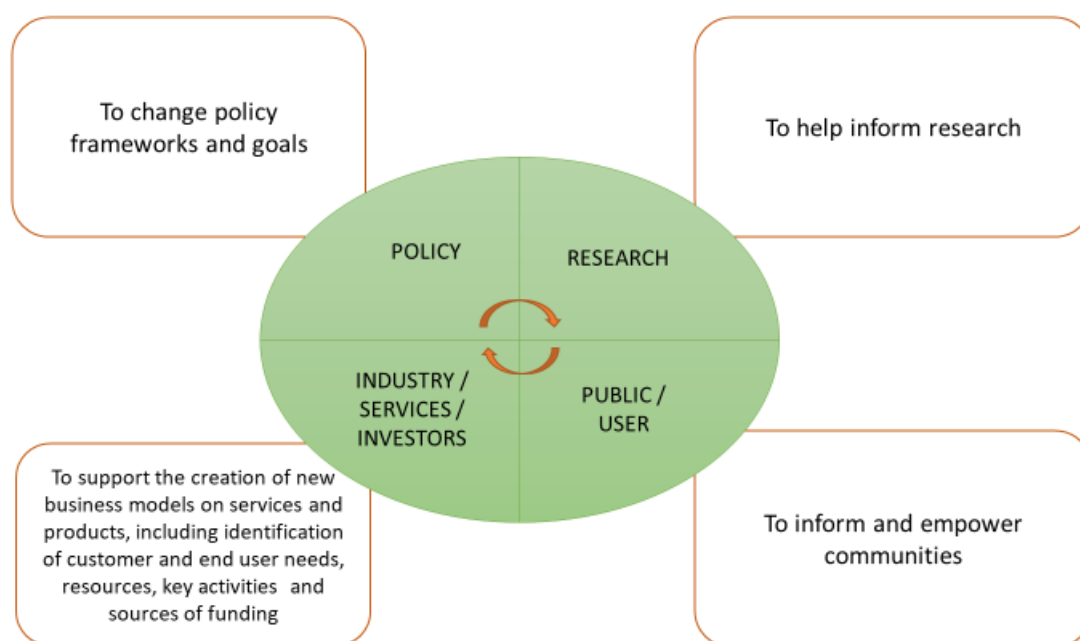 To change policy
frameworks and goals
To help inform research
POLICY
RESEARCH
INDUSTRY /
SERVICES /
INVESTORS
PUBLIC /
USER
To support the creation of new
business models on services and
products, including identification
of customer and end user needs,
resources, key activities and
sources of funding
To inform and empower
communities